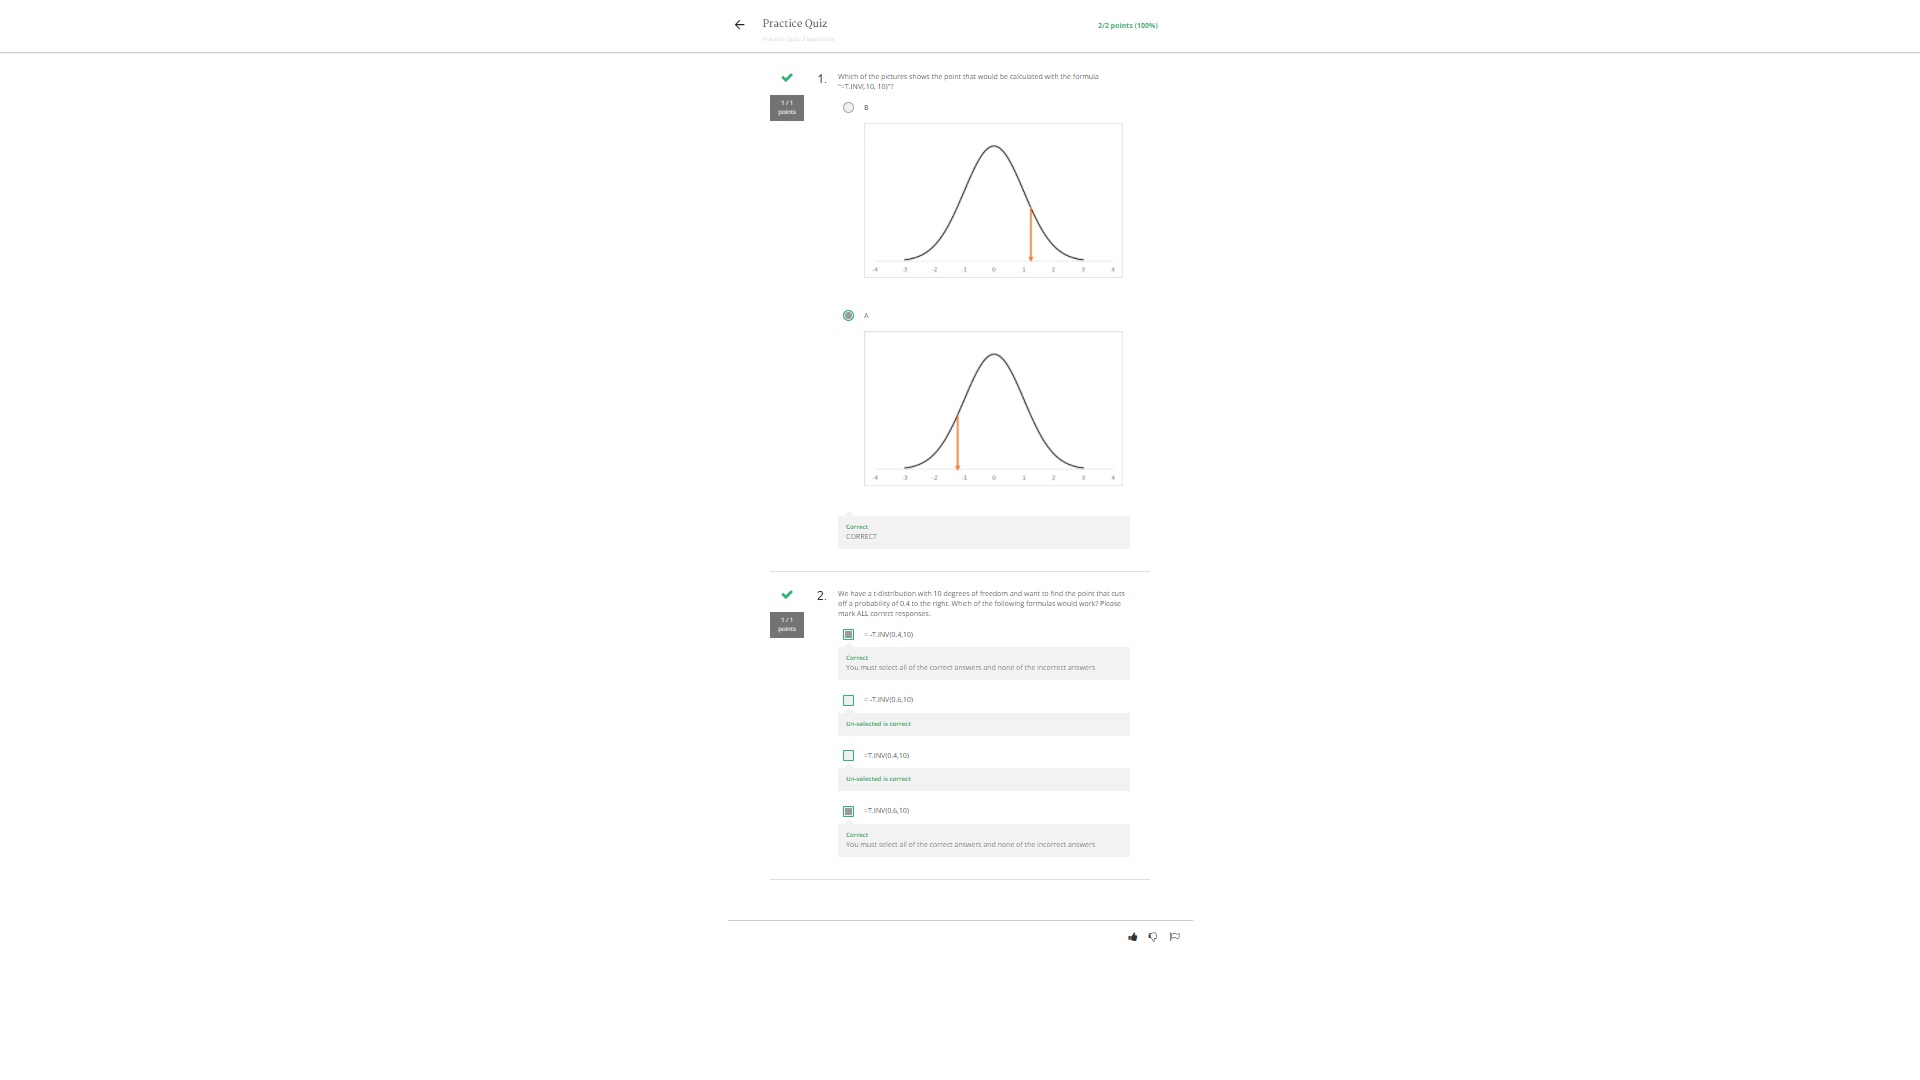 Practice Quiz
2/2 points (100%)
Practice Quiz, 2 questions
1 / 1
points
1.
Which of the pictures shows the point that would be calculated with the formula
"=T.INV(.10, 10)"?
B
-4 -3 -2 -1 0 1 2 3 4
A
-4 -3 -2 -1 0 1 2 3 4
Correct
CORRECT
1 / 1
points
2.
We have a t-distribution with 10 degrees of freedom and want to find the point that cuts
off a probability of 0.4 to the right. Which of the following formulas would work? Please
mark ALL correct responses.
= -T.INV(0.4,10)
Correct
You must select all of the correct answers and none of the incorrect answers
= -T.INV(0.6,10)
Un-selected is correct
=T.INV(0.4,10)
Un-selected is correct
=T.INV(0.6,10)
Correct
You must select all of the correct answers and none of the incorrect answers